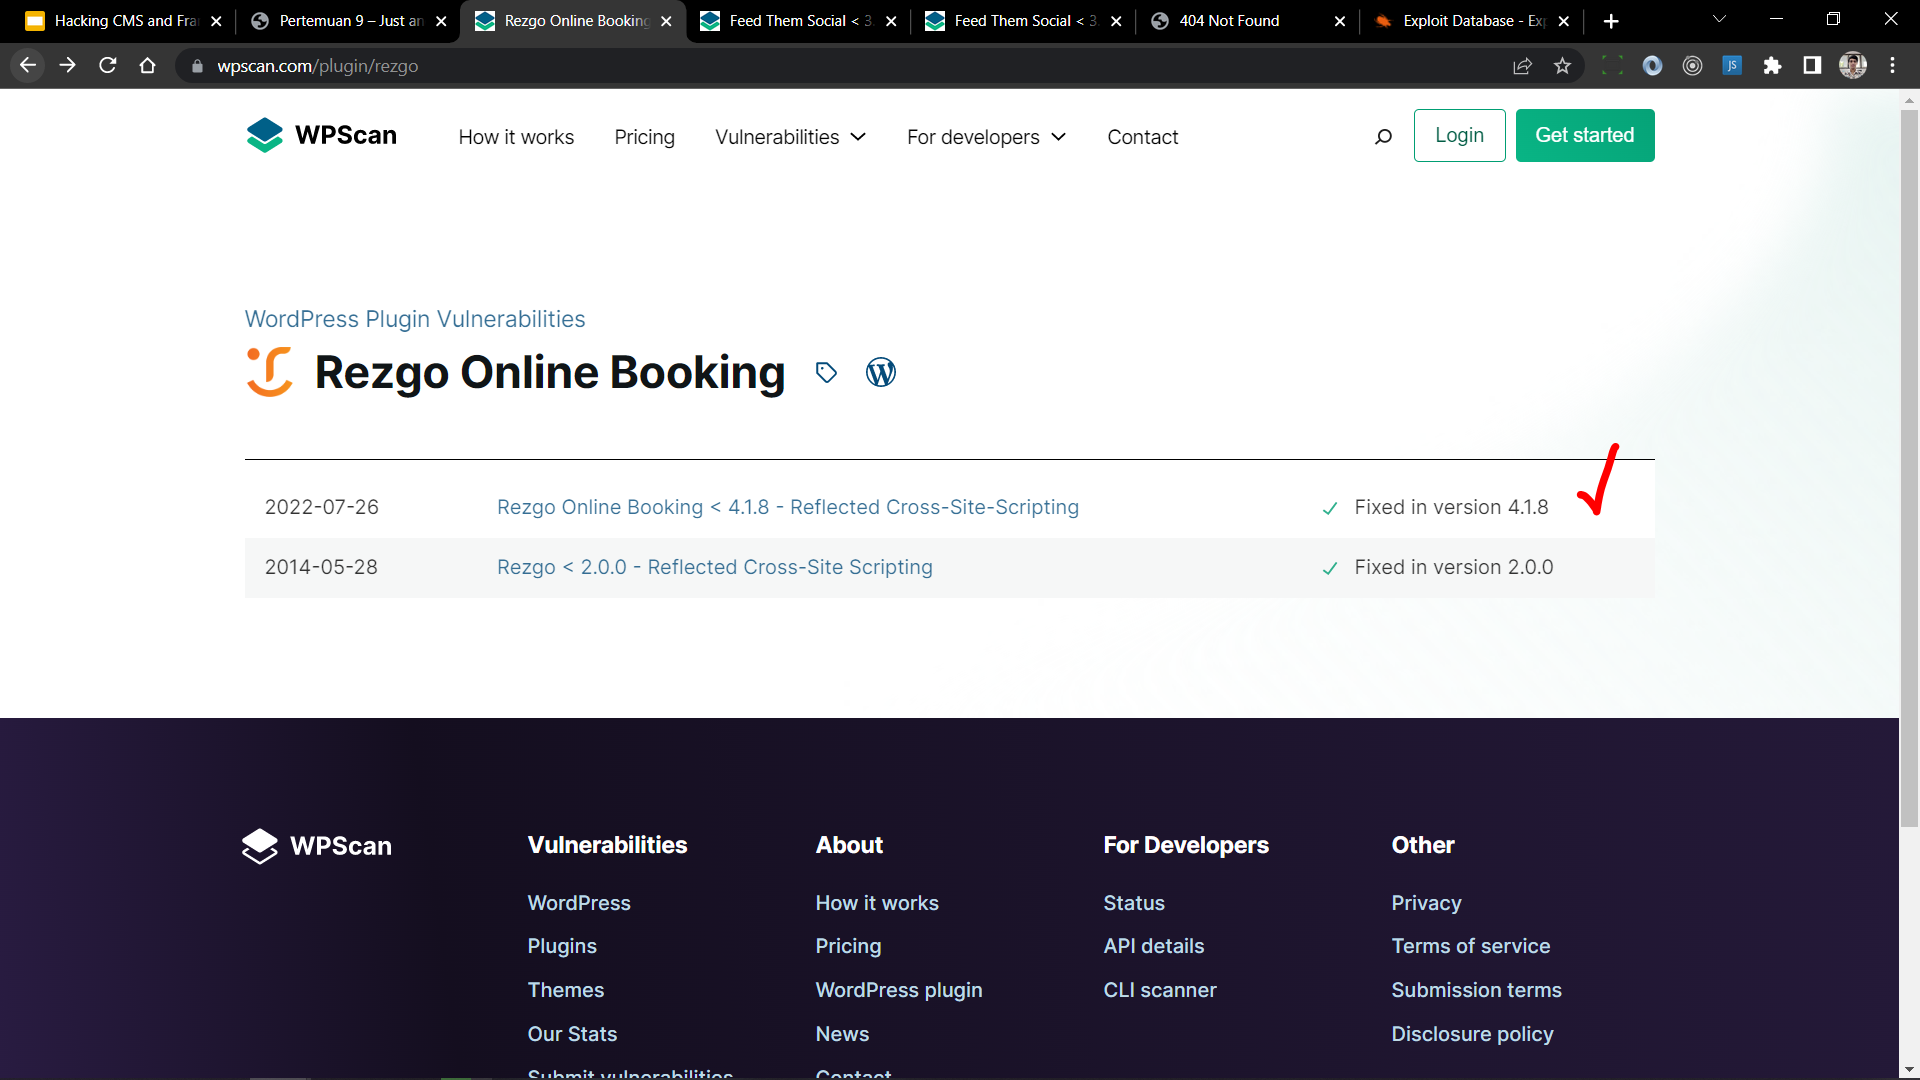 Hacking CMS and Fra
Pertemuan 9 – Just an
Rezgo Online Booking
Feed Them Social < 3.
Feed Them Social < 3.
404 Not Found
Exploit Database - Ex
wpscan.com/plugin/rezgo
JS
WPScan
How it works
Pricing
Vulnerabilities
For developers
Contact
Login
Get started
WordPress Plugin Vulnerabilities
Rezgo Online Booking
2022-07-26 Rezgo Online Booking < 4.1.8 - Reflected Cross-Site-Scripting Fixed in version 4.1.8
2014-05-28 Rezgo < 2.0.0 - Reflected Cross-Site Scripting Fixed in version 2.0.0
WPScan
Vulnerabilities
WordPress
Plugins
Themes
Our Stats
Submit vulnerabilities
About
How it works
Pricing
WordPress plugin
News
Contact
For Developers
Status
API details
CLI scanner
Other
Privacy
Terms of service
Submission terms
Disclosure policy